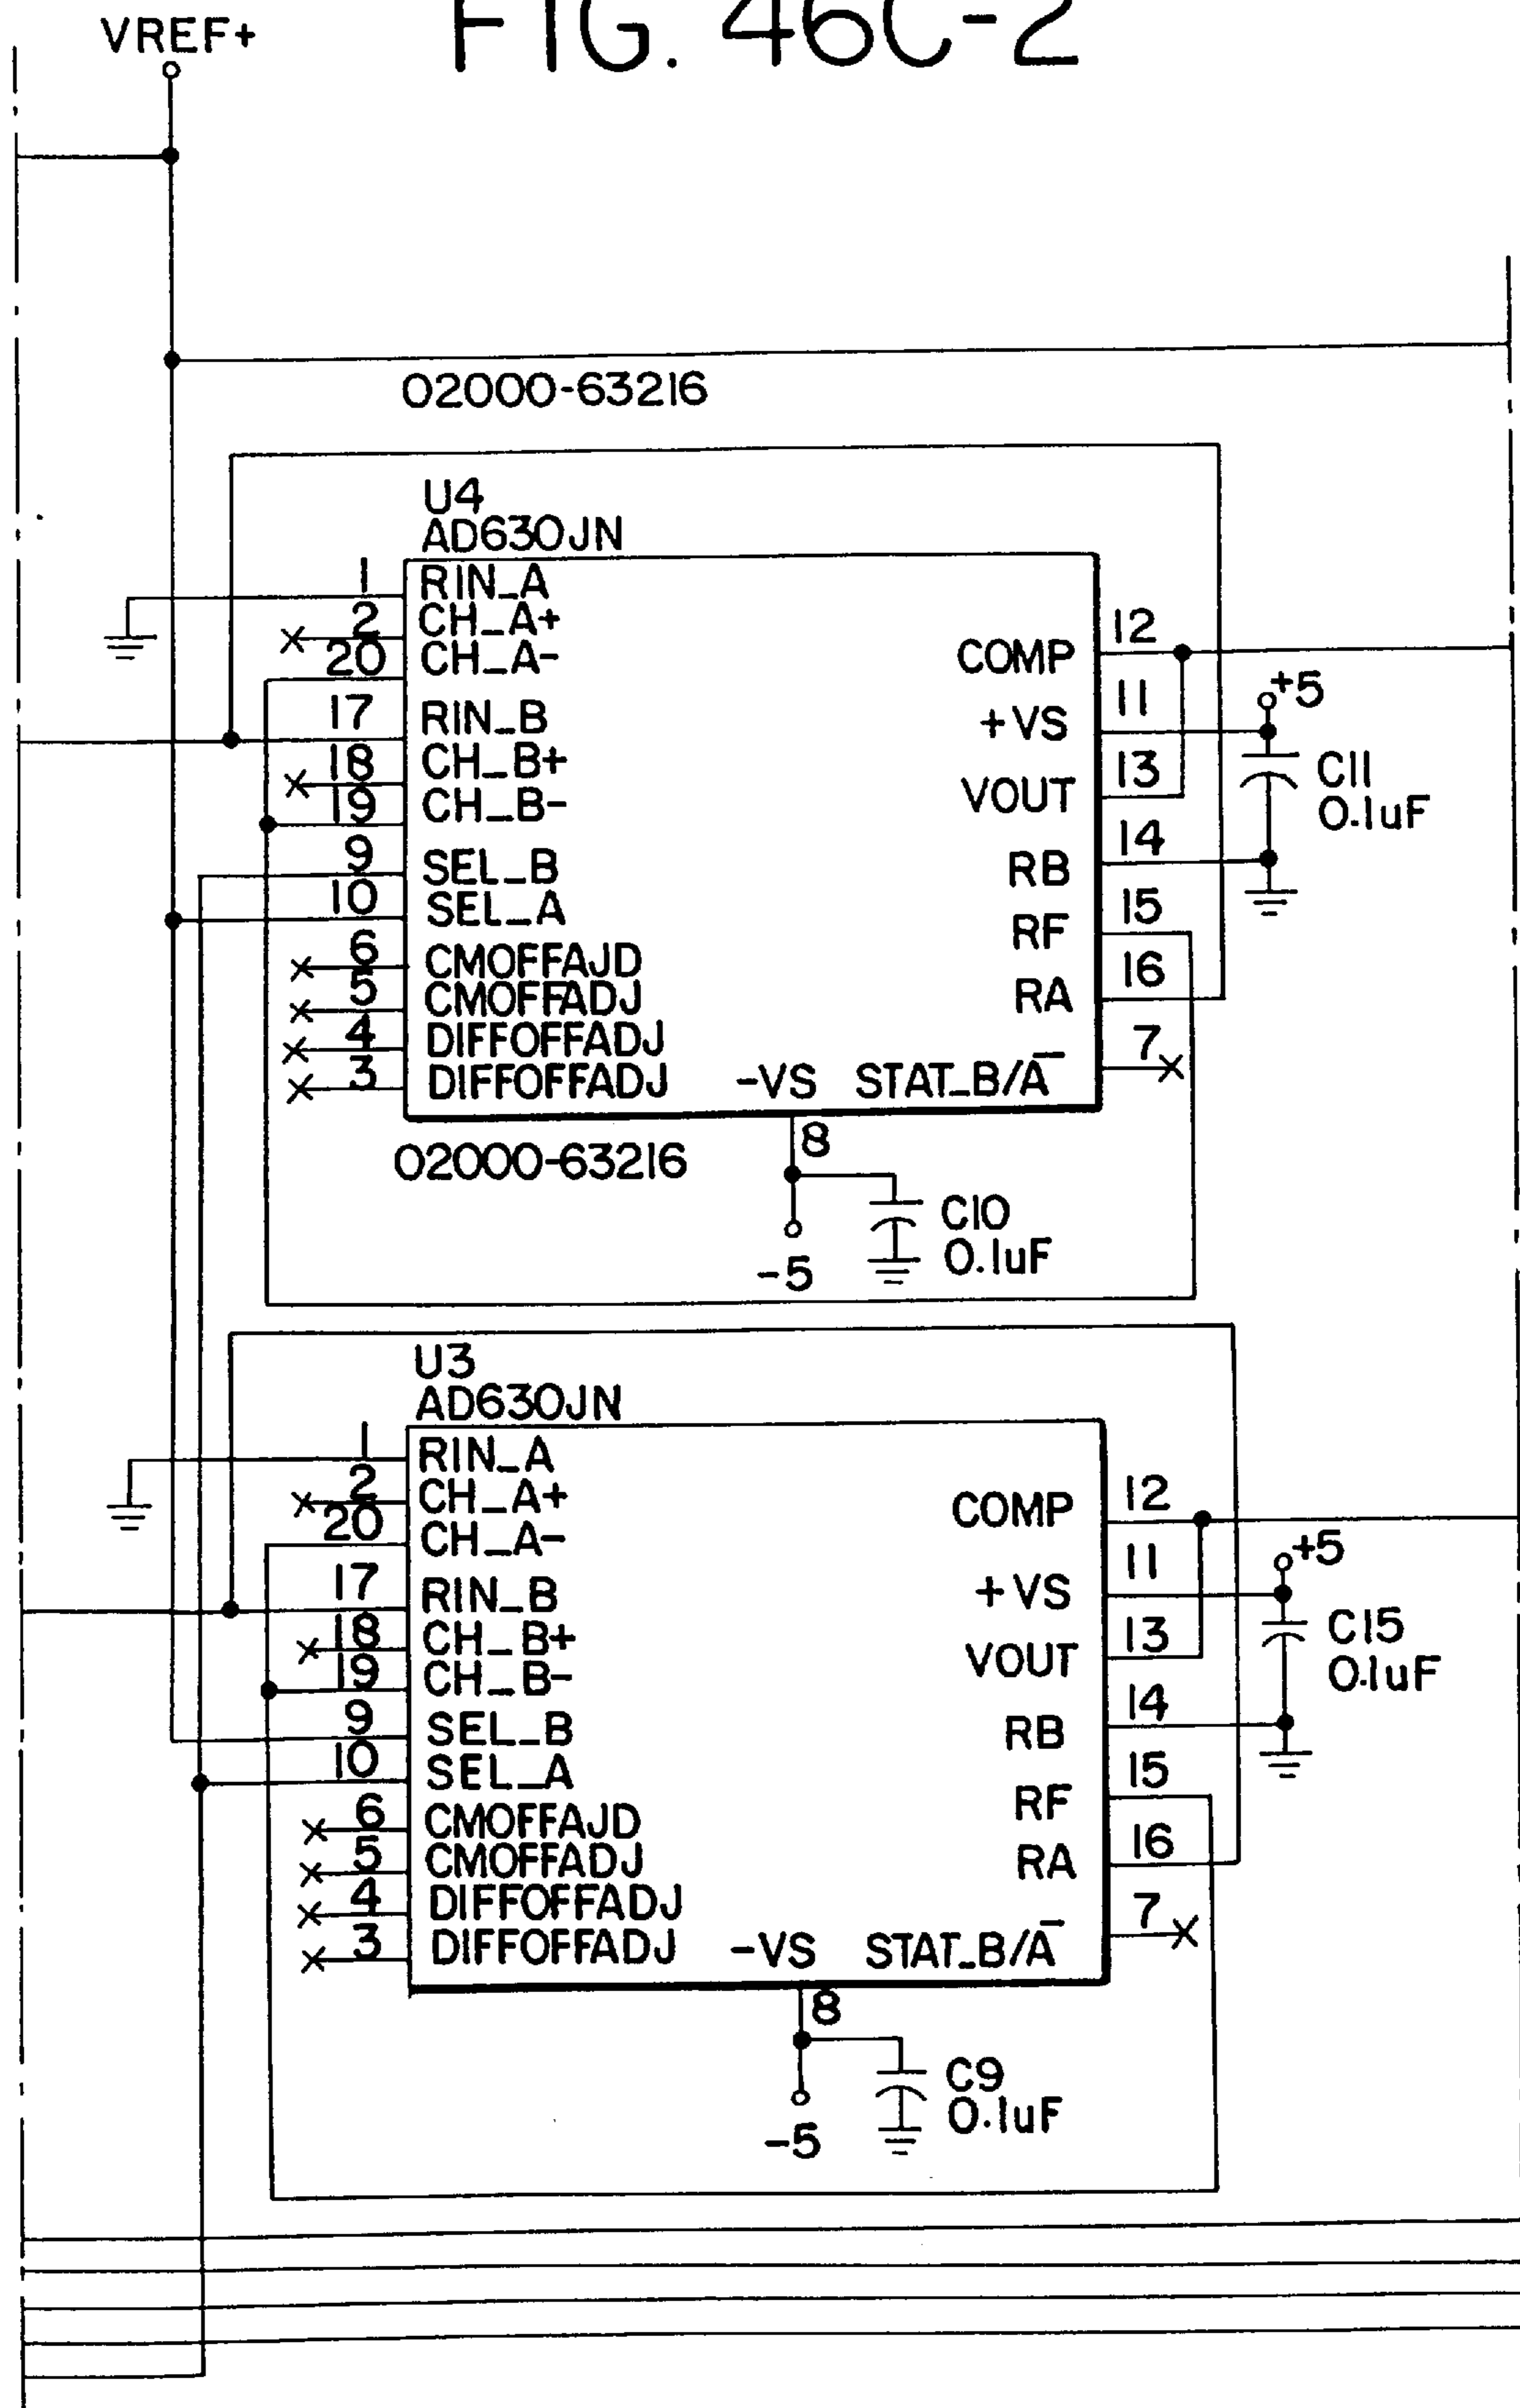 FIG. 46C-2
VREF+
02000-63216
U4
AD630JN
1 RIN_A
2 CH_A+
20 CH_A-
17 RIN_B
18 CH_B+
19 CH_B-
9 SEL_B
10 SEL_A
6 CMOFFAJD
5 CMOFFADJ
4 DIFFOFFADJ
3 DIFFOFFADJ
COMP 12
+VS 11
VOUT 13
RB 14
RF 15
RA 16
STAT_B/A̅ 7
-VS
8
+5
C11
0.1uF
02000-63216
-5
C10
0.1uF
U3
AD630JN
1 RIN_A
2 CH_A+
20 CH_A-
17 RIN_B
18 CH_B+
19 CH_B-
9 SEL_B
10 SEL_A
6 CMOFFAJD
5 CMOFFADJ
4 DIFFOFFADJ
3 DIFFOFFADJ
COMP 12
+VS 11
VOUT 13
RB 14
RF 15
RA 16
STAT_B/A̅ 7
-VS
8
+5
C15
0.1uF
-5
C9
0.1uF